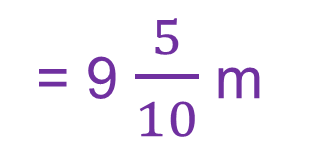 = 9 5/10 m